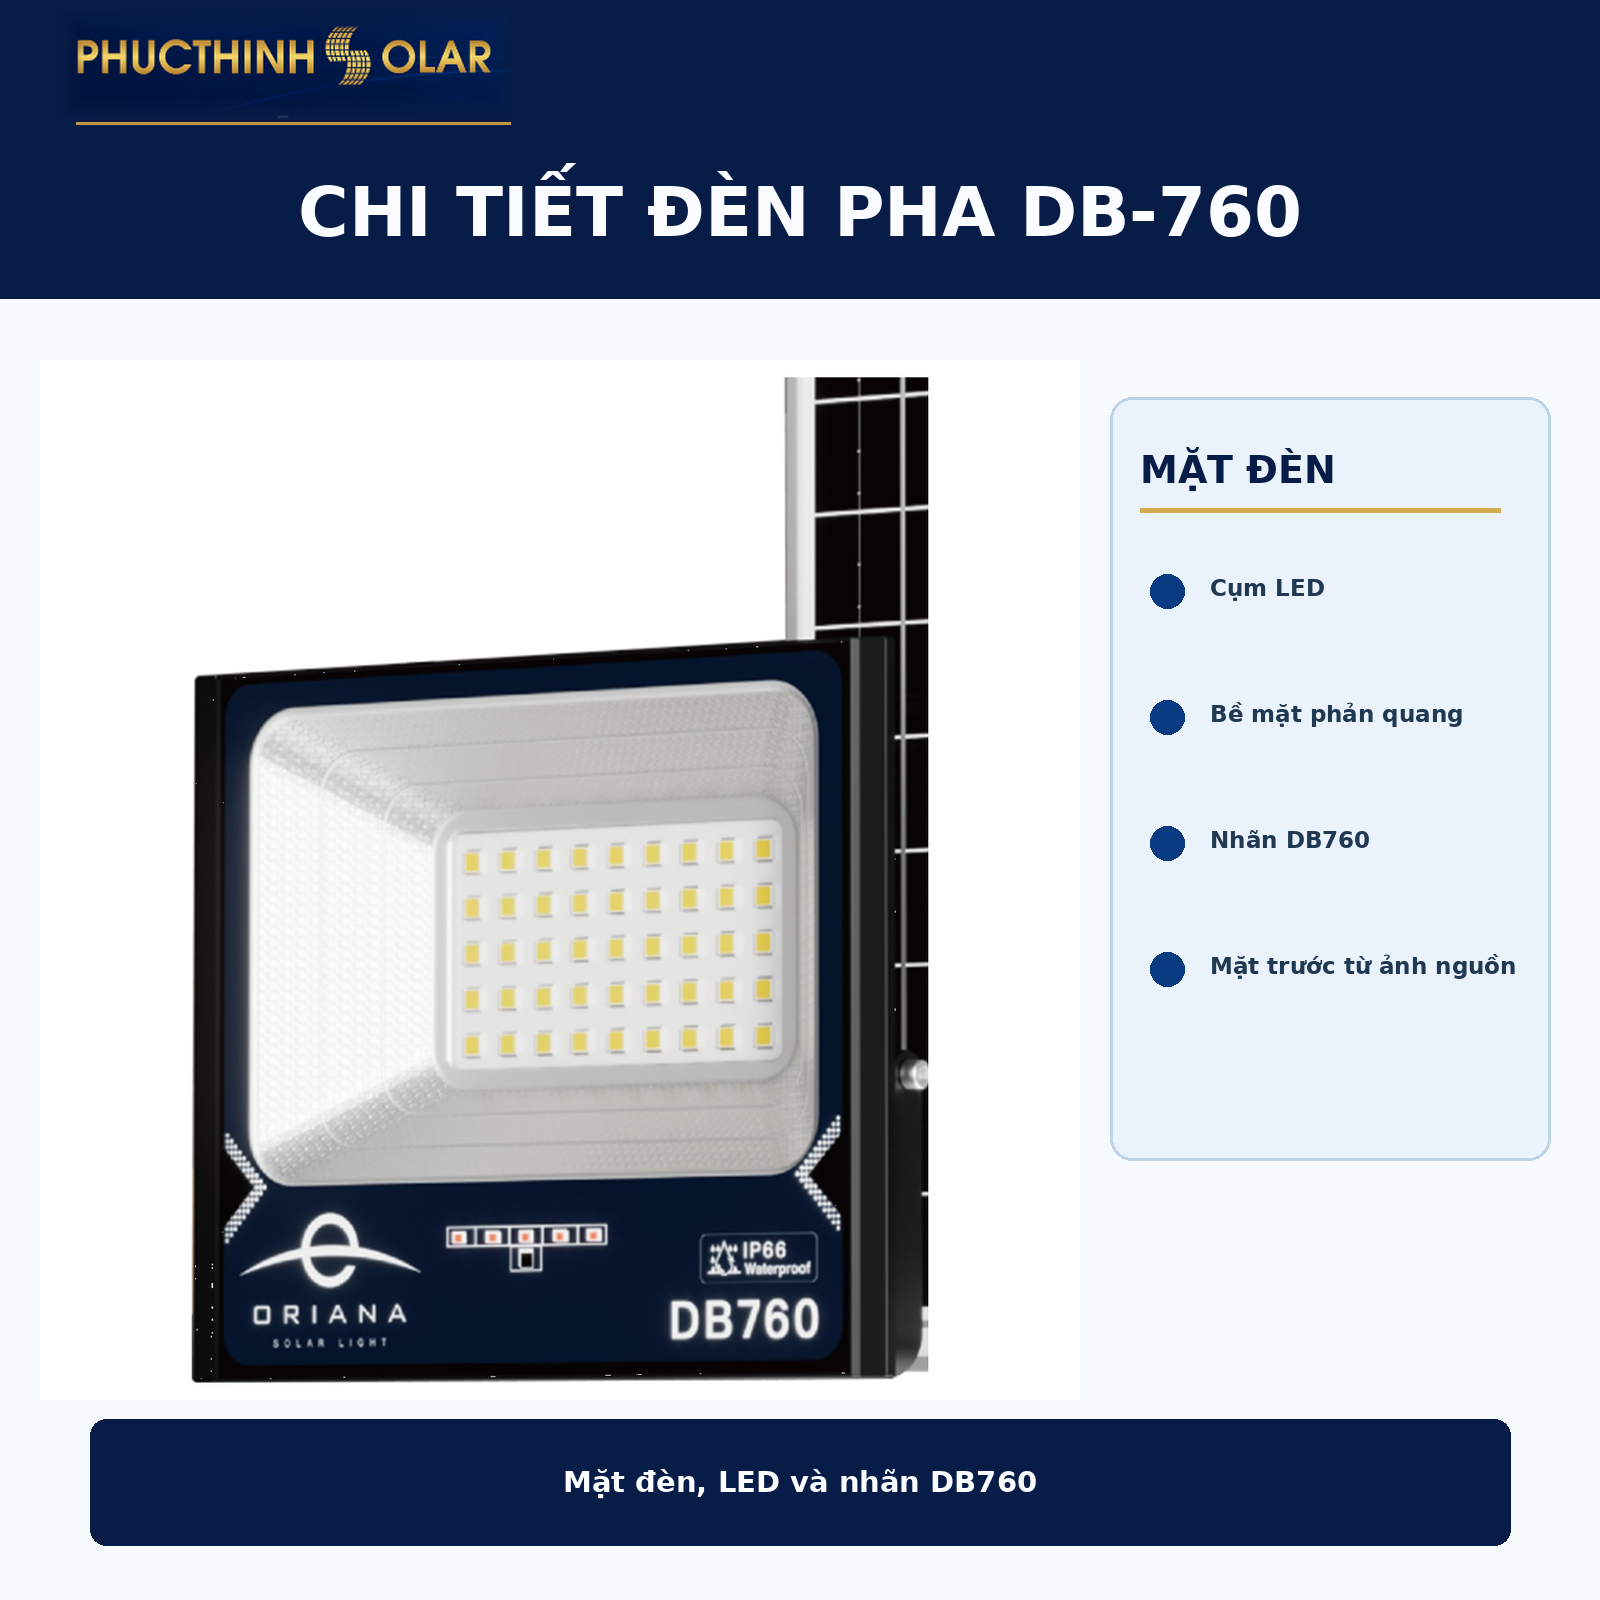 PHUCTHINH SOLAR
CHI TIẾT ĐÈN PHA DB-760
MẶT ĐÈN
Cụm LED
Bề mặt phản quang
Nhãn DB760
Mặt trước từ ảnh nguồn
IP66
Waterproof
ORIANA
SOLAR LIGHT
DB760
Mặt đèn, LED và nhãn DB760